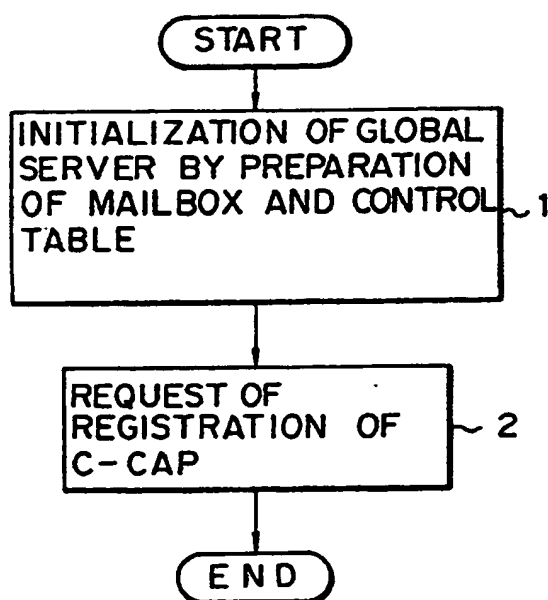 START
INITIALIZATION OF GLOBAL
SERVER BY PREPARATION
OF MAILBOX AND CONTROL
TABLE
1
REQUEST OF
REGISTRATION OF
C-CAP
2
END